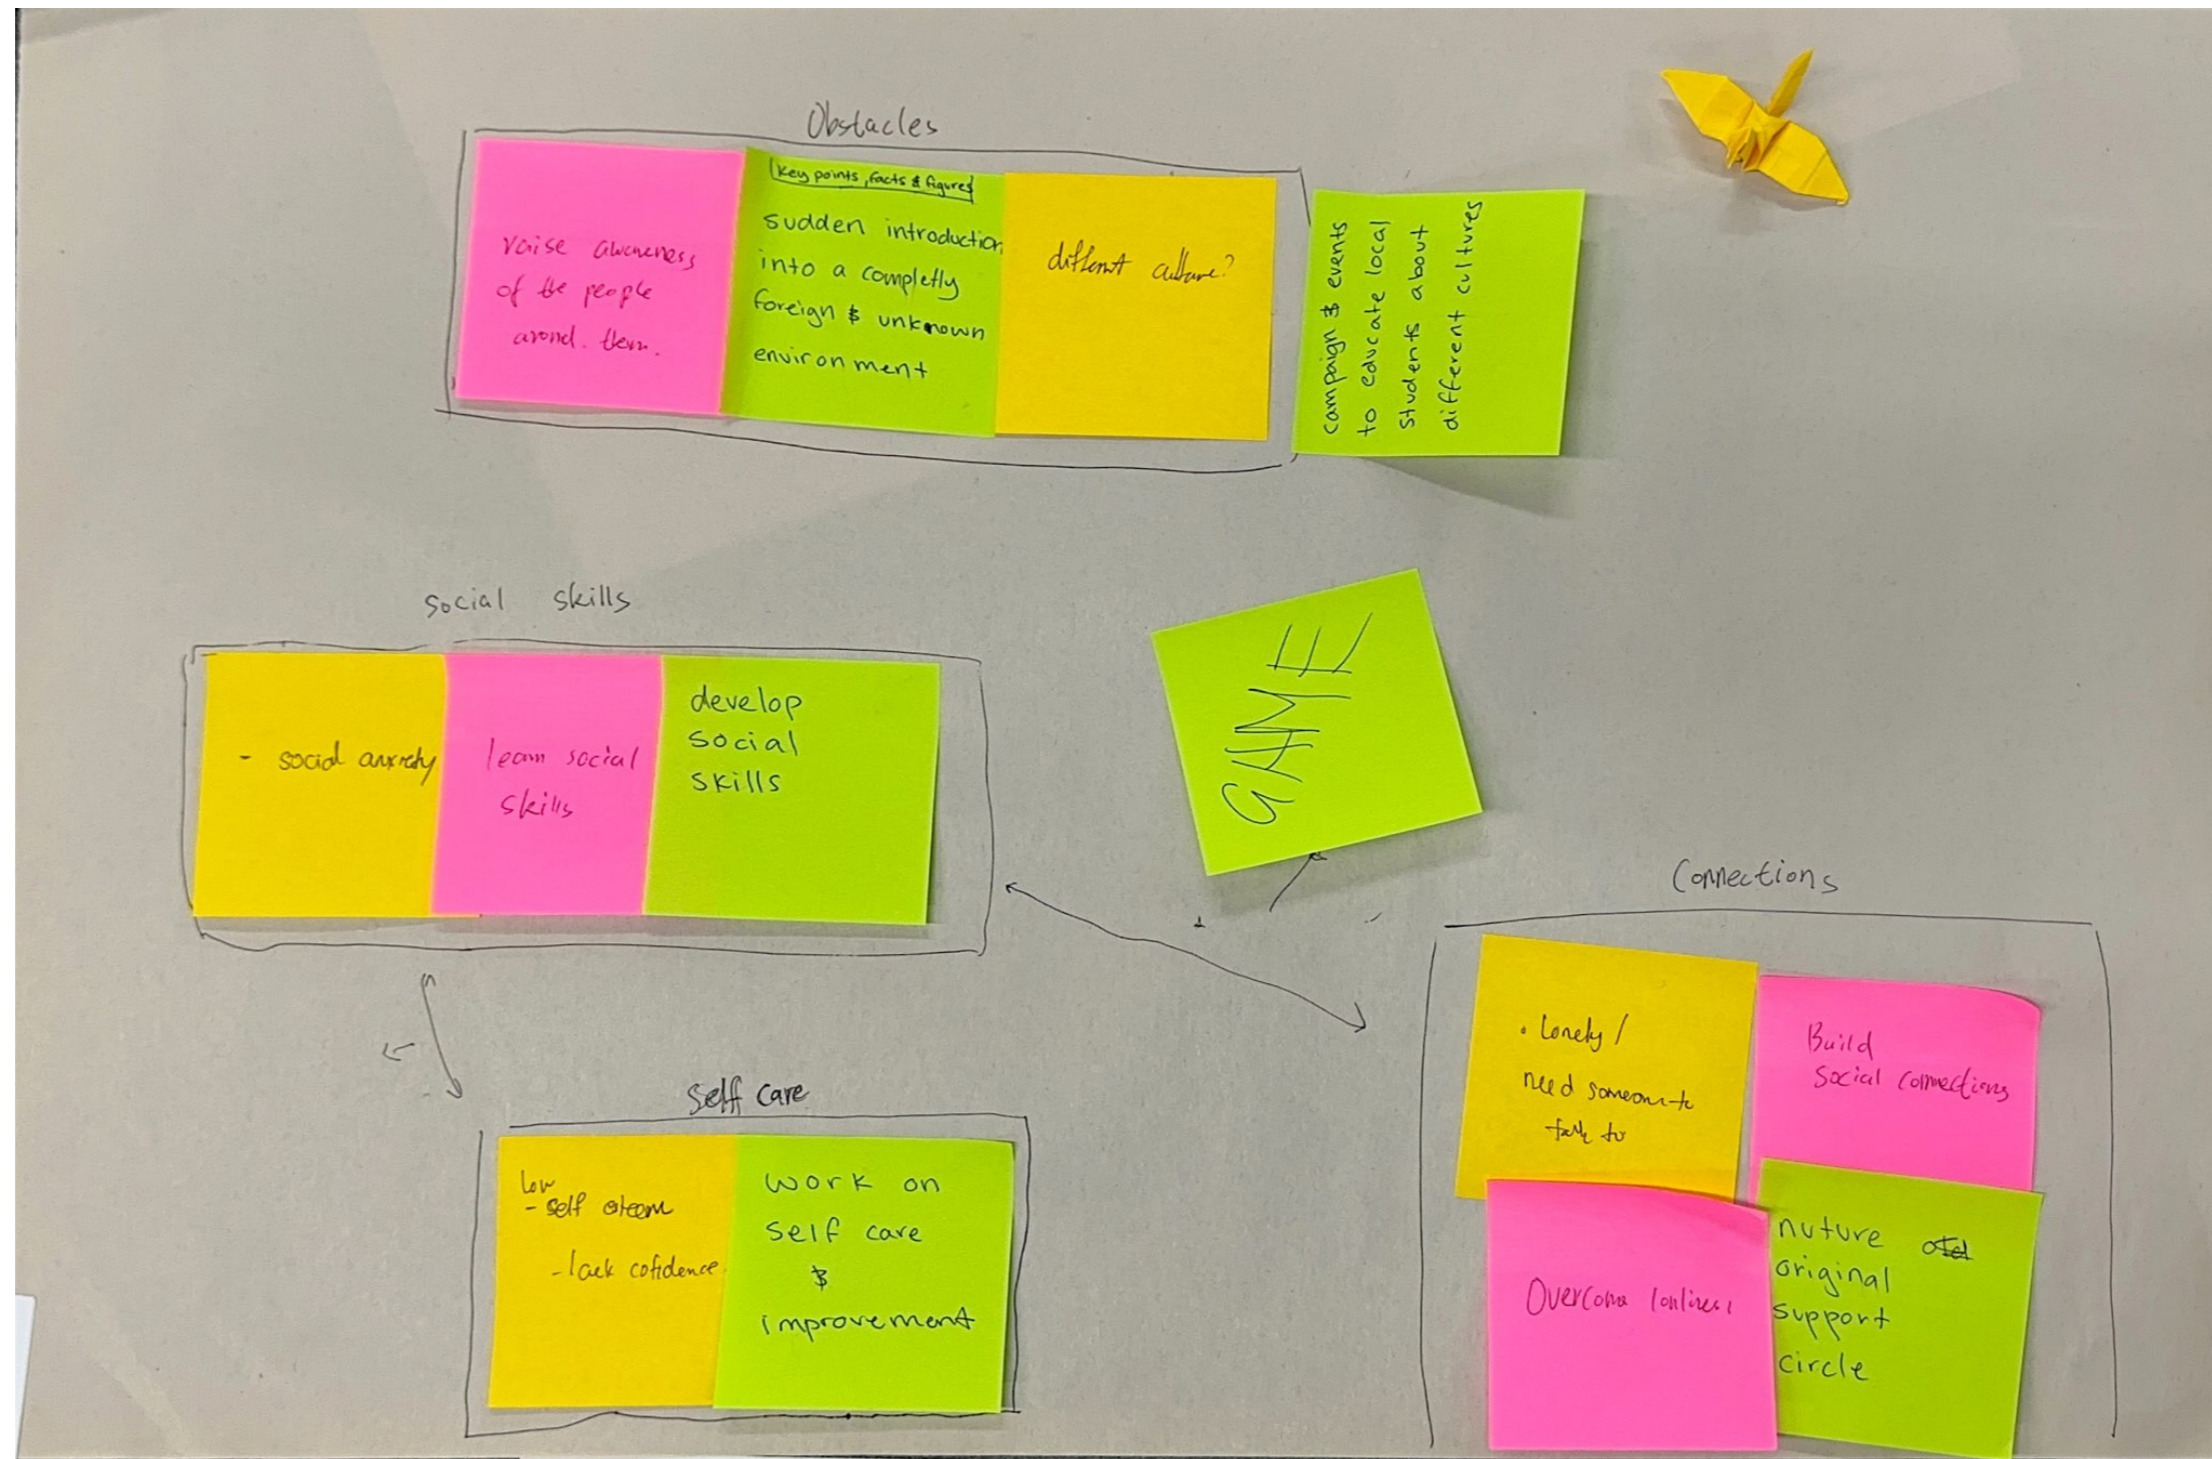 Obstacles
raise awareness
of the people
arond. them.
key points, facts & figures
sudden introduction
into a completly
foreign & unknown
environment
different culture?
campaign & events
to educate local
students about
different cultures
social skills
- social anxiety
learn social
skills
develop
social
skills
GAME
Connections
• Lonely /
need someone to
talk to
Build
Social connections
Overcome
nuture
original
support
circle
Self care
Low
- self esteem
- lack cofidence.
work on
self care
&
improvement